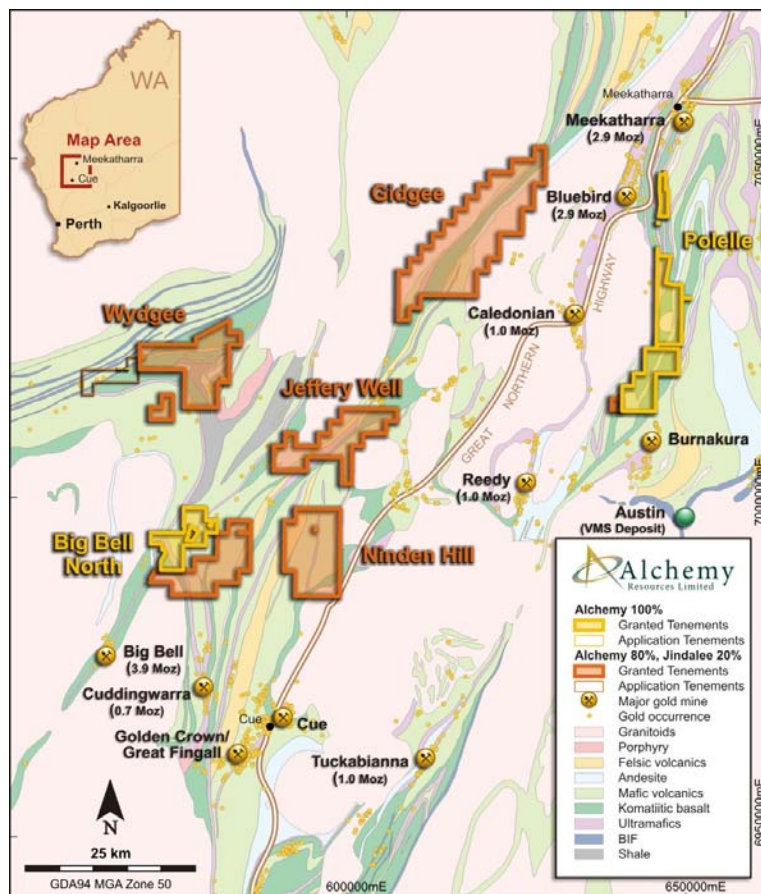 WA
Map Area
Meekatharra
Cue
Kalgoorlie
Perth
Meekatharra
Meekatharra
(2.9 Moz)
7050000mE
Gidgee
Bluebird
(2.9 Moz)
Polelle
Caledonian
(1.0 Moz)
GREAT NORTHERN HIGHWAY
Wydgee
Jeffery Well
Burnakura
Reedy
(1.0 Moz)
7000000mE
Austin
(VMS Deposit)
Big Bell
North
Ninden Hill
Big Bell
(3.9 Moz)
Cuddingwarra
(0.7 Moz)
Cue
Cue
Golden Crown/
Great Fingall
Tuckabianna
(1.0 Moz)
N
25 km
GDA94 MGA Zone 50
600000mE
650000mE
6950000mE
Alchemy
Resources Limited
Alchemy 100%
Granted Tenements
Application Tenements
Alchemy 80%, Jindalee 20%
Granted Tenements
Application Tenements
Major gold mine
Gold occurrence
Granitoids
Porphyry
Felsic volcanics
Andesite
Mafic volcanics
Komatiitic basalt
Ultramafics
BIF
Shale